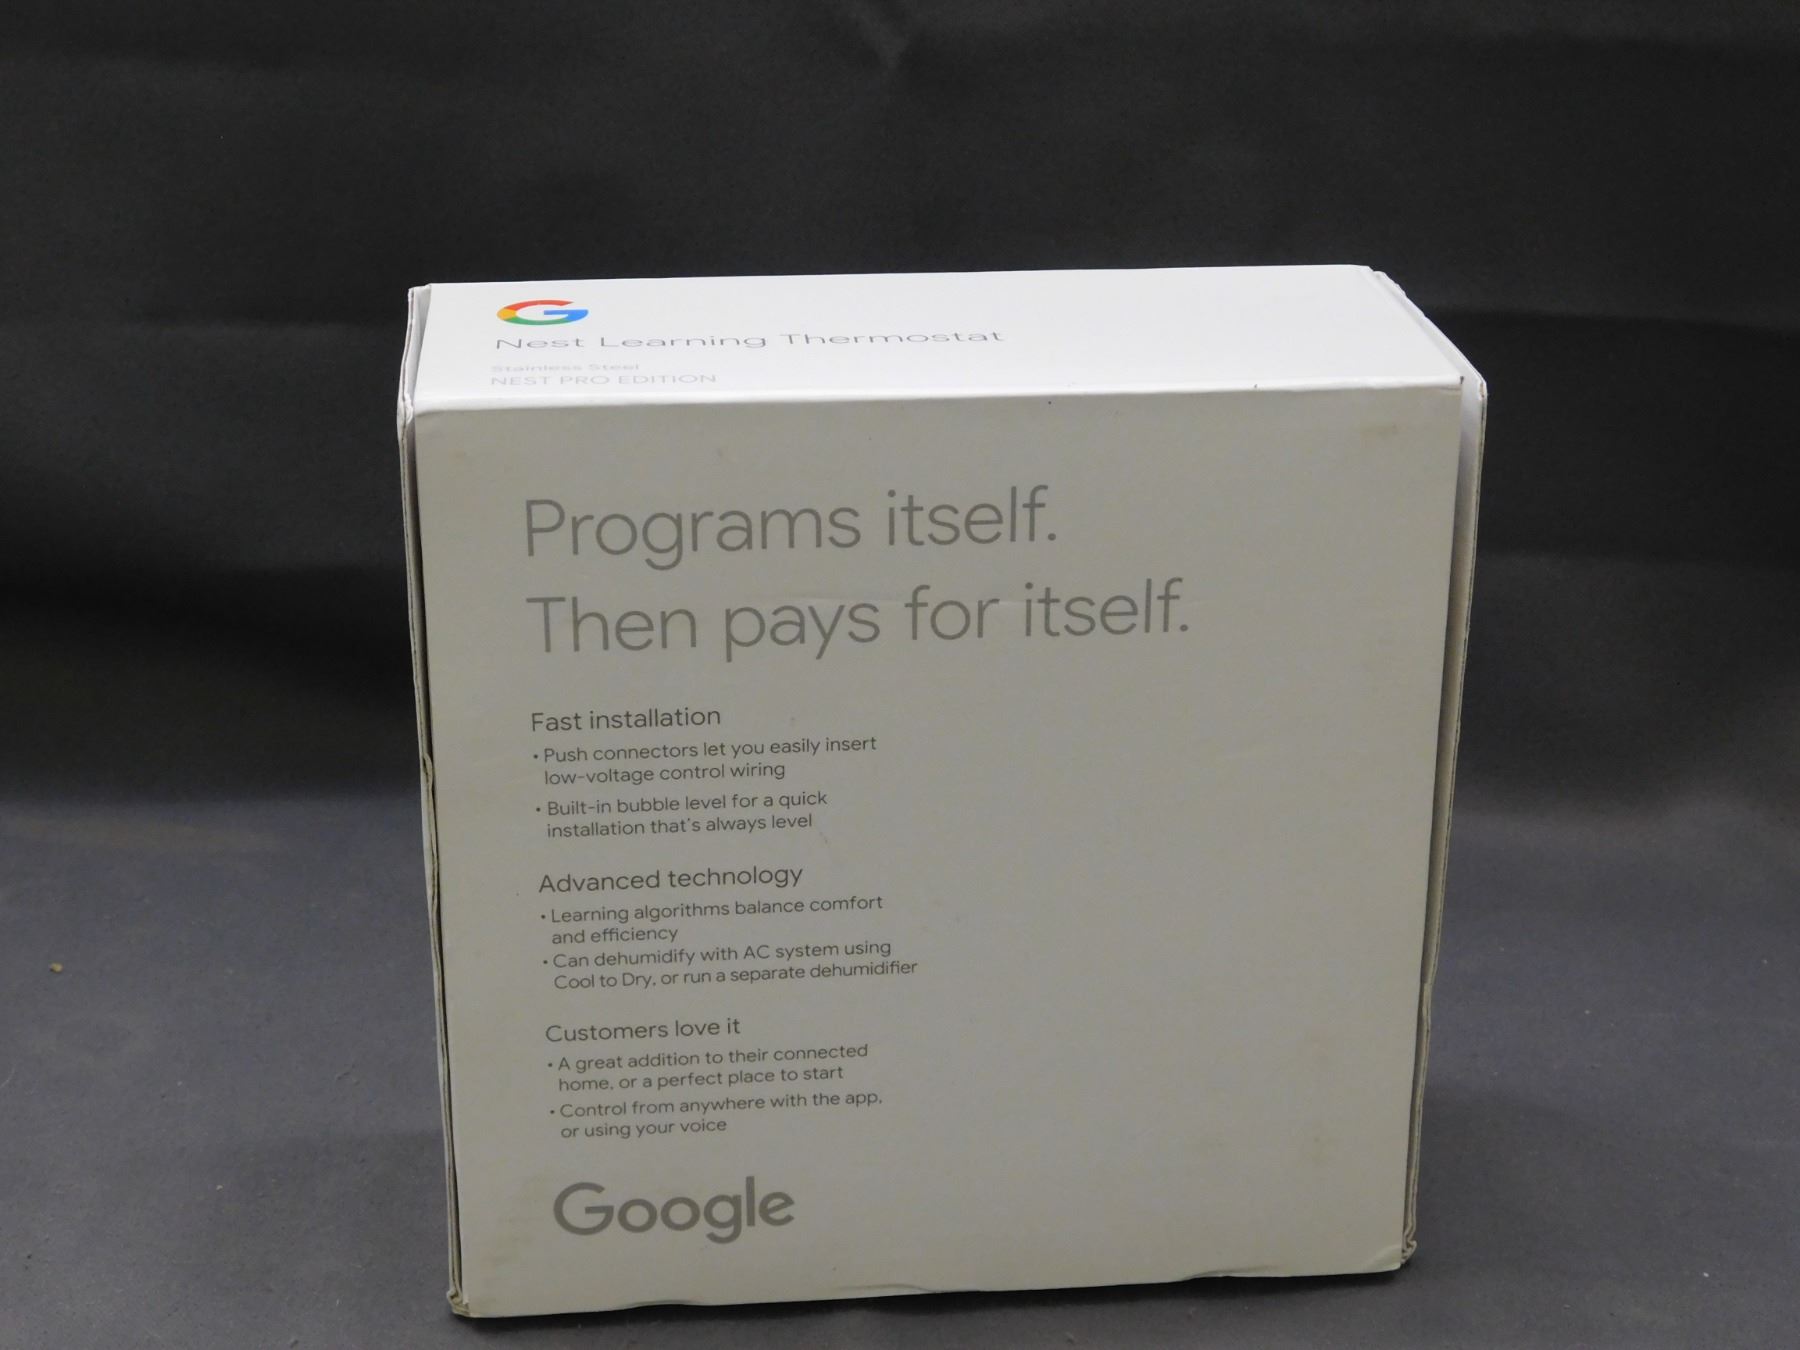 G
Nest Learning Thermostat
Stainless Steel
NEST PRO EDITION
Programs itself.
Then pays for itself.
Fast installation
• Push connectors let you easily insert
low-voltage control wiring
• Built-in bubble level for a quick
installation that's always level
Advanced technology
• Learning algorithms balance comfort
and efficiency
• Can dehumidify with AC system using
Cool to Dry, or run a separate dehumidifier
Customers love it
• A great addition to their connected
home, or a perfect place to start
• Control from anywhere with the app,
or using your voice
Google